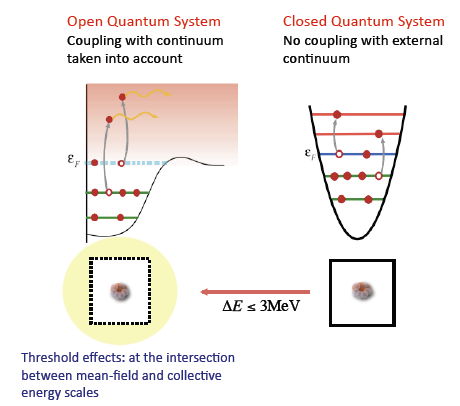 Open Quantum System
Coupling with continuum
taken into account
Closed Quantum System
No coupling with external
continuum
ε_F
ε_F
ΔE ≤ 3MeV
Threshold effects: at the intersection
between mean-field and collective
energy scales